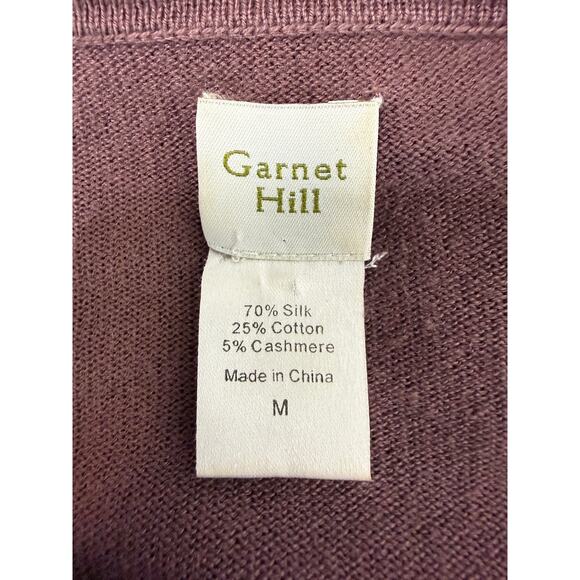 Garnet
Hill
70% Silk
25% Cotton
5% Cashmere
Made in China
M